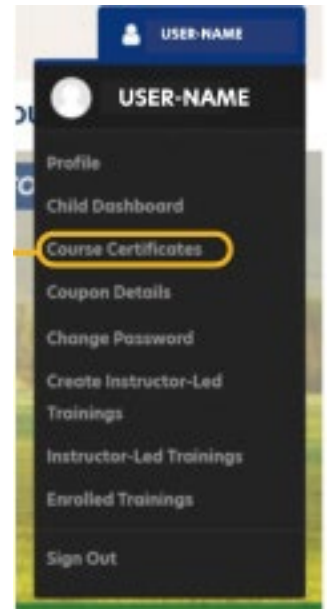 USER-NAME
USER-NAME
Profile
Child Dashboard
Course Certificates
Coupon Details
Change Password
Create Instructor-Led
Trainings
Instructor-Led Trainings
Enrolled Trainings
Sign Out